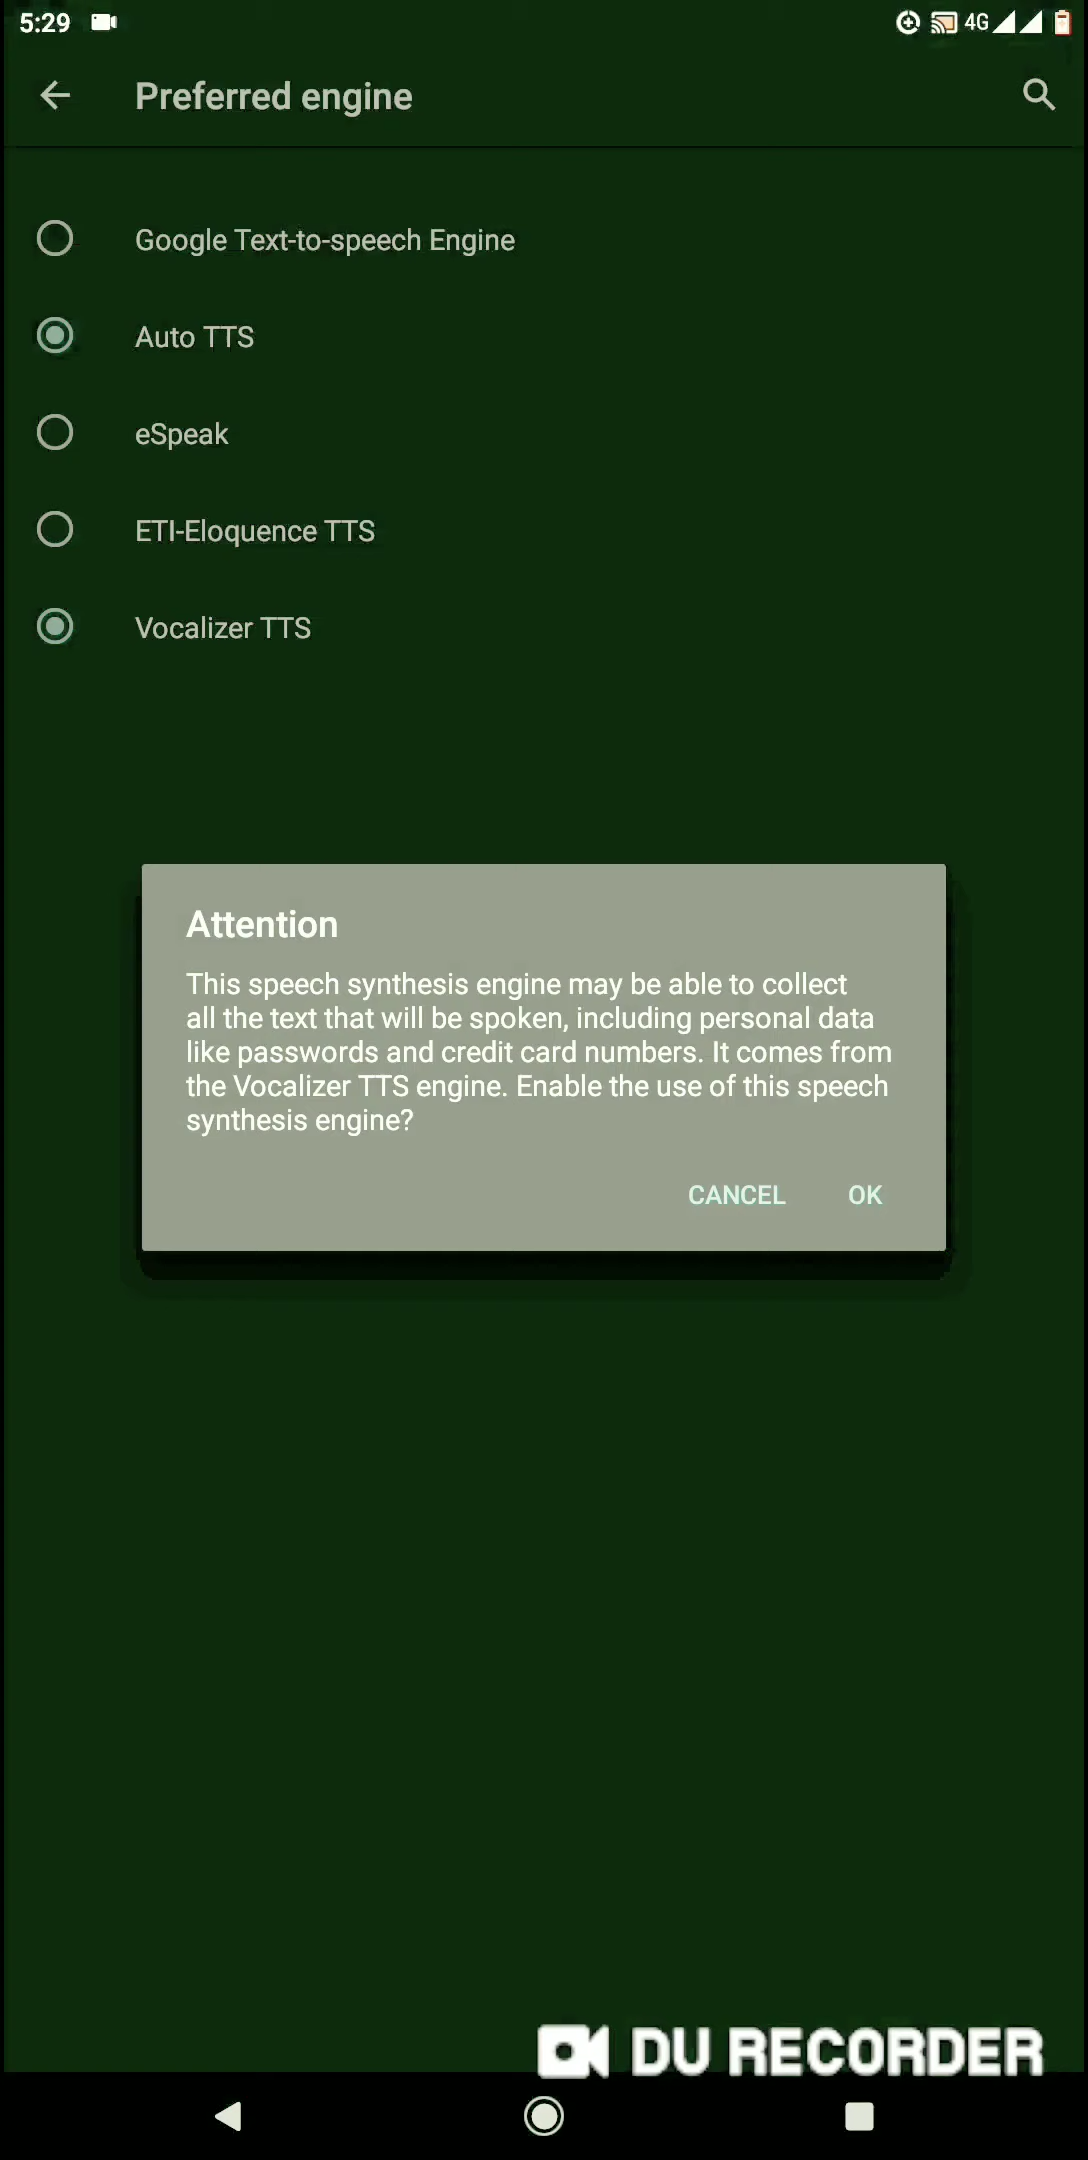 5:29
4G
Preferred engine
Google Text-to-speech Engine
Auto TTS
eSpeak
ETI-Eloquence TTS
Vocalizer TTS
Attention
This speech synthesis engine may be able to collect
all the text that will be spoken, including personal data
like passwords and credit card numbers. It comes from
the Vocalizer TTS engine. Enable the use of this speech
synthesis engine?
CANCEL OK
DU RECORDER